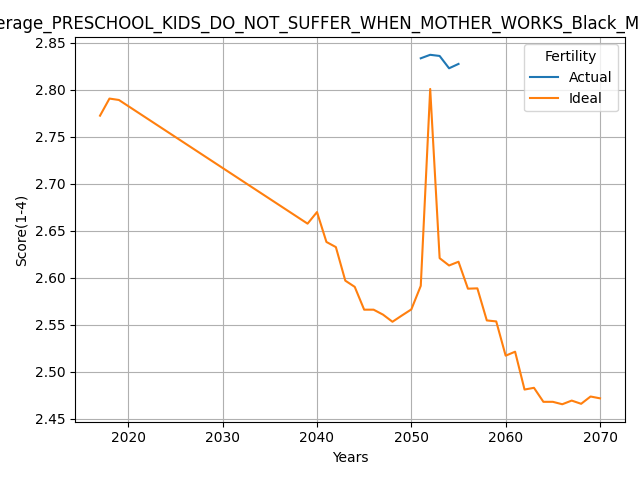 erage_PRESCHOOL_KIDS_DO_NOT_SUFFER_WHEN_MOTHER_WORKS_Black_M
2.85
2.80
2.75
2.70
2.65
2.60
2.55
2.50
2.45
Score(1-4)
Fertility
Actual
Ideal
2020 2030 2040 2050 2060 2070
Years